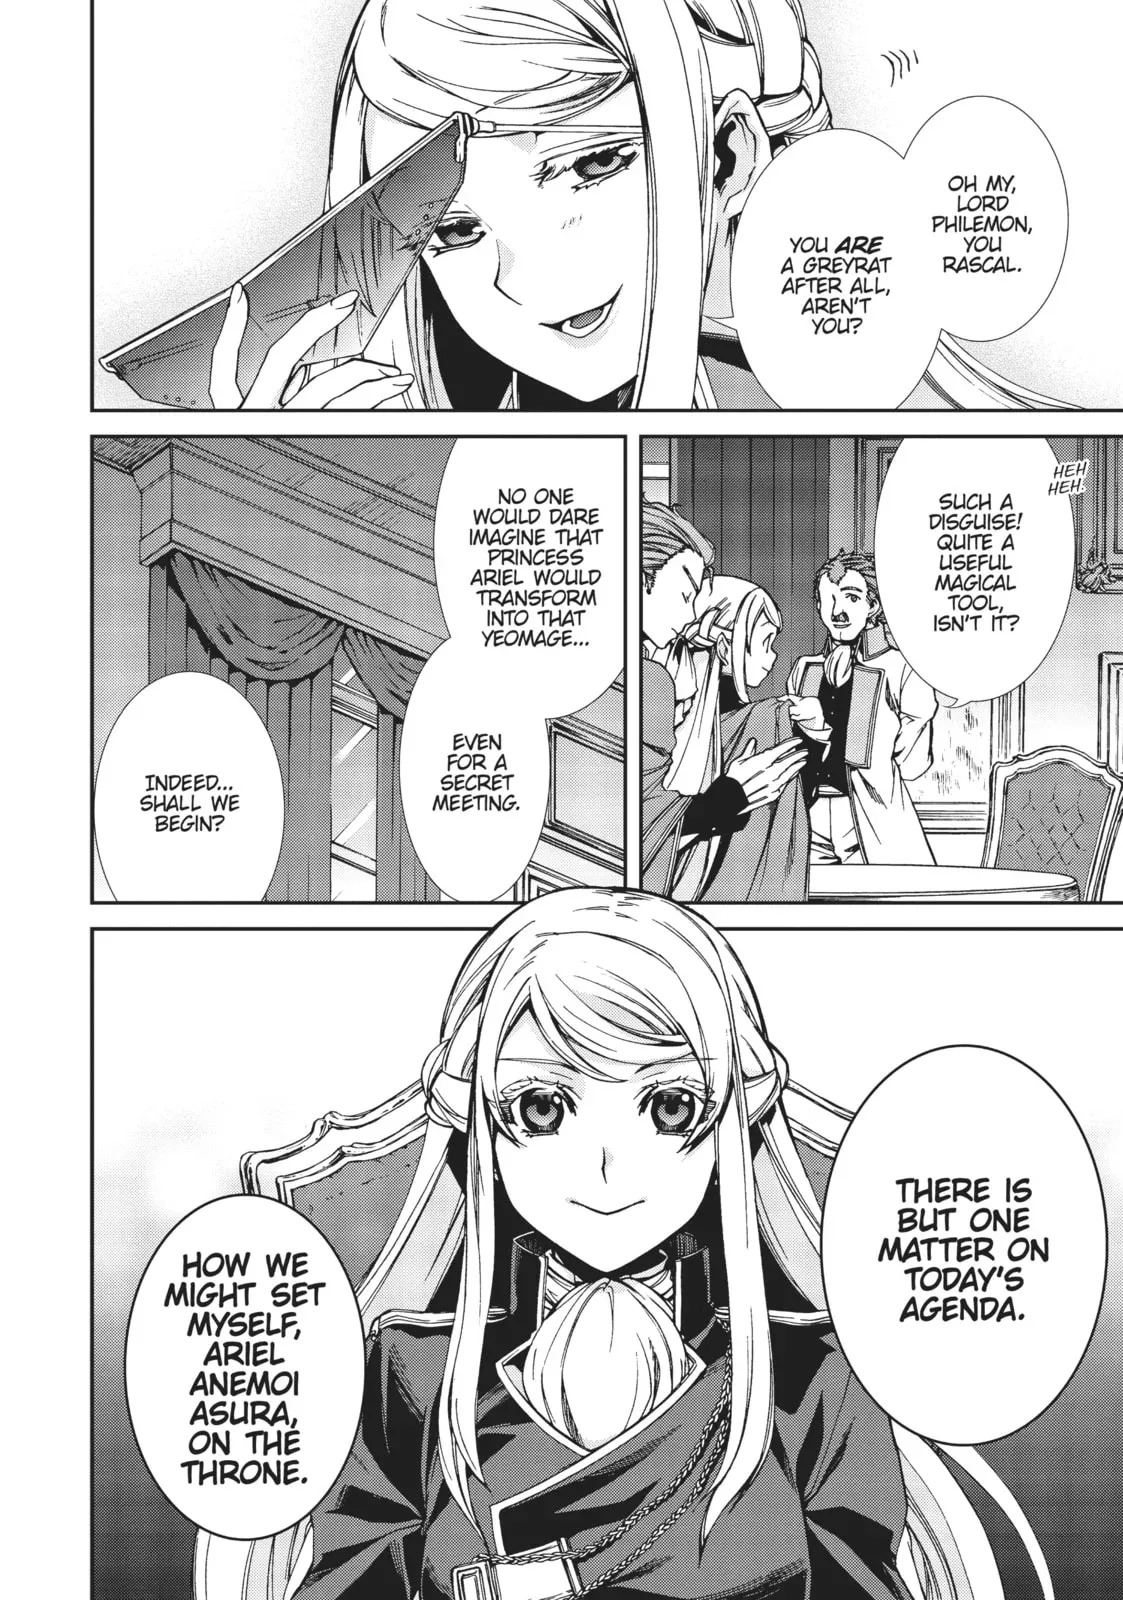 OH MY,
LORD
PHILEMON,
YOU
RASCAL.
YOU ARE
A GREYRAT
AFTER ALL,
AREN'T
YOU?
HEH
HEH.
SUCH A
DISGUISE!
QUITE A
USEFUL
MAGICAL
TOOL,
ISN'T IT?
NO ONE
WOULD DARE
IMAGINE THAT
PRINCESS
ARIEL WOULD
TRANSFORM
INTO THAT
YEOMAGE...
EVEN
FOR A
SECRET
MEETING.
INDEED...
SHALL WE
BEGIN?
THERE IS
BUT ONE
MATTER ON
TODAY'S
AGENDA.
HOW WE
MIGHT SET
MYSELF,
ARIEL
ANEMOI
ASURA,
ON THE
THRONE.